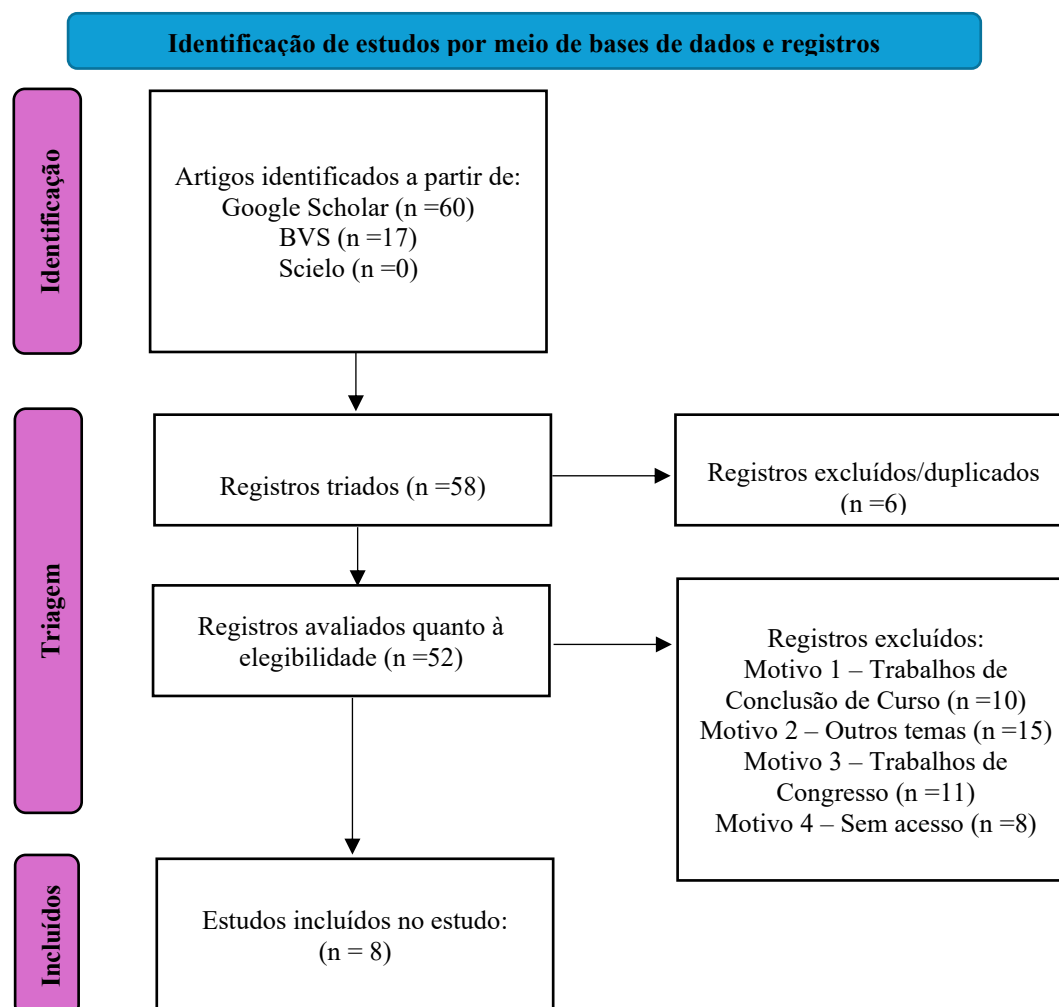 Identificação de estudos por meio de bases de dados e registros
Identificação
Artigos identificados a partir de:
Google Scholar (n =60)
BVS (n =17)
Scielo (n =0)
Triagem
Registros triados (n =58)
Registros excluídos/duplicados
(n =6)
Registros avaliados quanto à
elegibilidade (n =52)
Registros excluídos:
Motivo 1 – Trabalhos de
Conclusão de Curso (n =10)
Motivo 2 – Outros temas (n =15)
Motivo 3 – Trabalhos de
Congresso (n =11)
Motivo 4 – Sem acesso (n =8)
Incluídos
Estudos incluídos no estudo:
(n = 8)